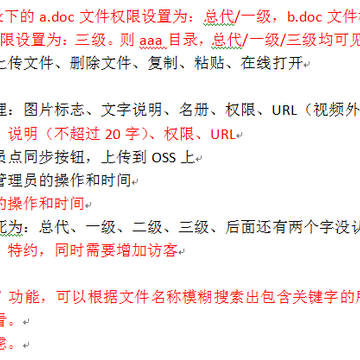 下的 a.doc 文件权限设置为：总代/一级，b.doc 文件
限设置为：三级。则 aaa 目录，总代/一级/三级均可见
上传文件、删除文件、复制、粘贴、在线打开
理：图片标志、文字说明、名册、权限、URL（视频外
说明（不超过 20 字）、权限、URL
员点同步按钮，上传到 OSS 上
管理员的操作和时间
的操作和时间
死为：总代、一级、二级、三级、后面还有两个字没认
特约，同时需要增加访客
功能，可以根据文件名称模糊搜索出包含关键字的
看。